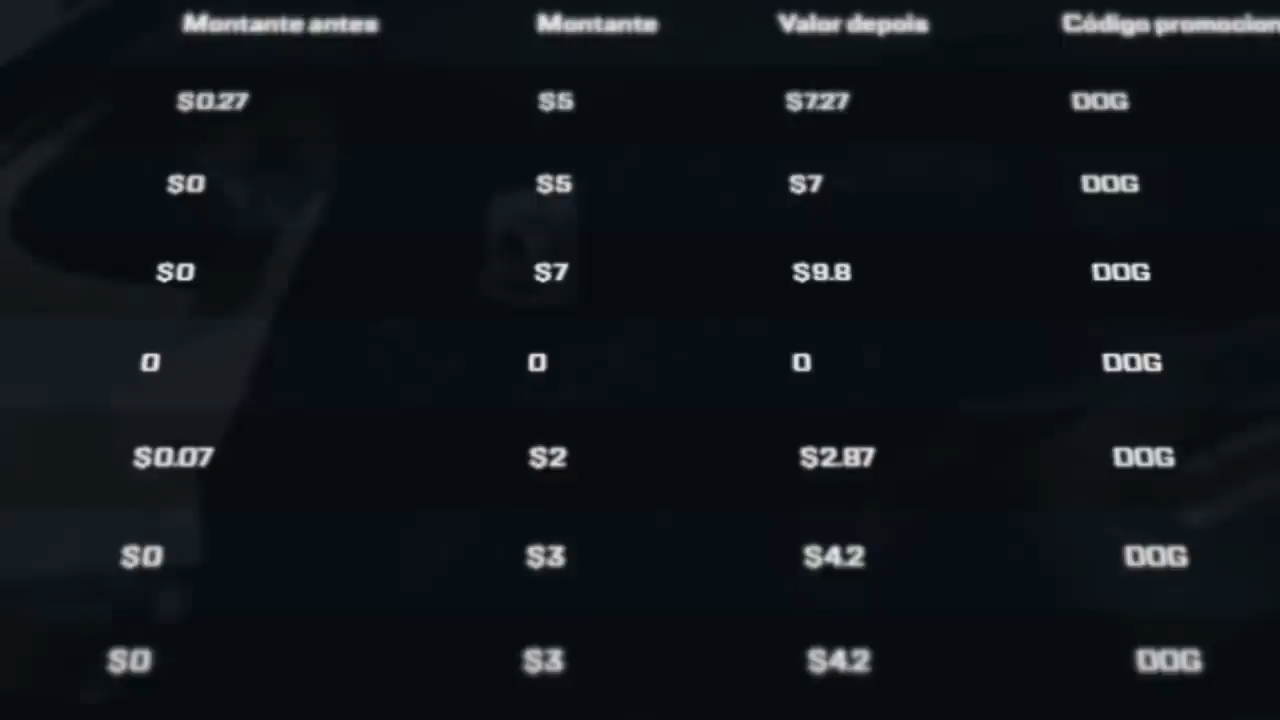 Montante antes Montante Valor depois Código promocion
$0.27 $5 $7.27 DOG
$0 $5 $7 DOG
$0 $7 $9.8 DOG
0 0 0 DOG
$0.07 $2 $2.87 DOG
$0 $3 $4.2 DOG
$0 $3 $4.2 DOG